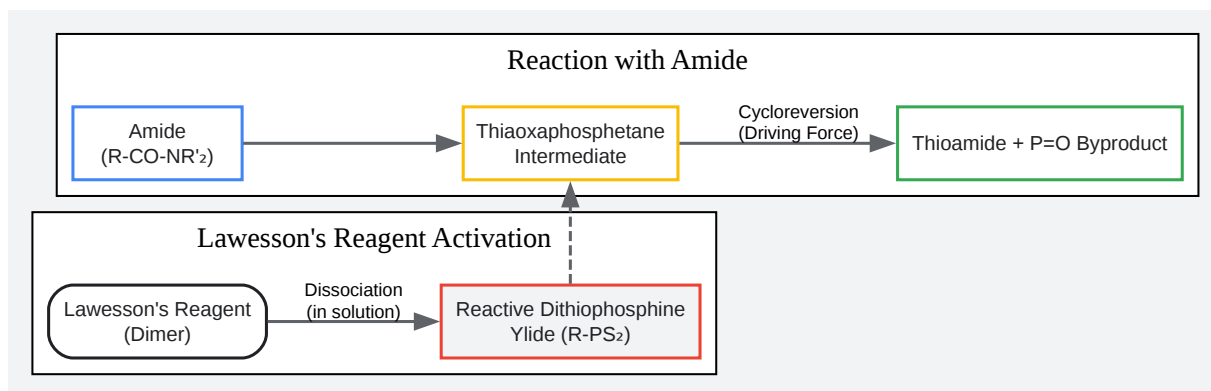 Reaction with Amide
Amide
(R-CO-NR'₂)
Thiaoxaphosphetane
Intermediate
Cycloreversion
(Driving Force)
Thioamide + P=O Byproduct
Lawesson's Reagent Activation
Lawesson's Reagent
(Dimer)
Dissociation
(in solution)
Reactive Dithiophosphine
Ylide (R-PS₂)